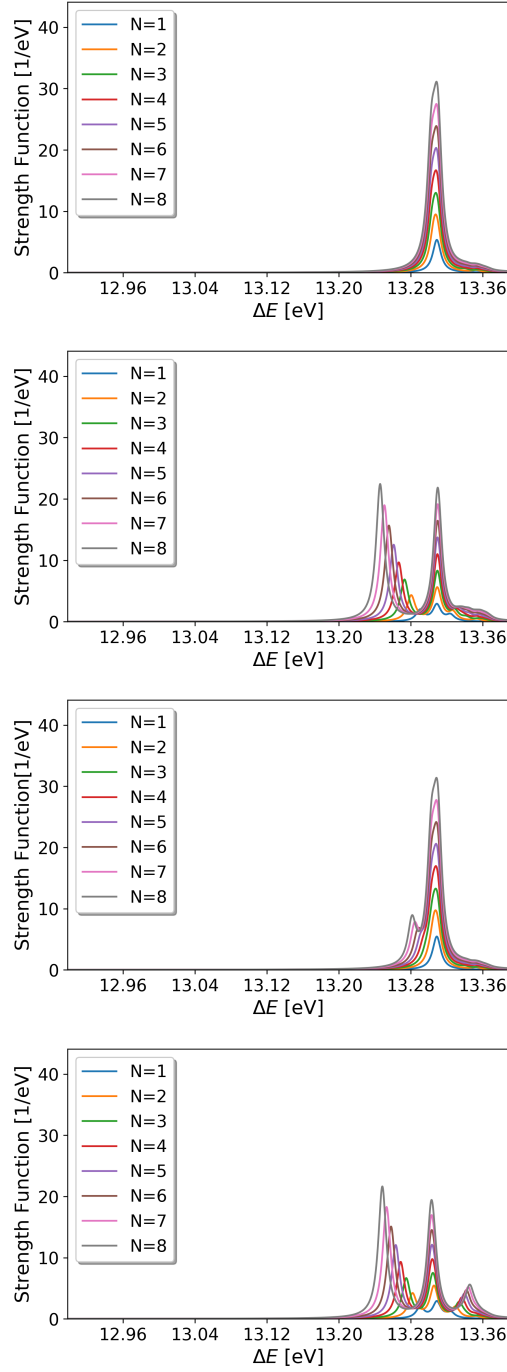 Strength Function [1/eV]
40
30
20
10
0
N=1
N=2
N=3
N=4
N=5
N=6
N=7
N=8
12.96 13.04 13.12 13.20 13.28 13.36
ΔE [eV]
Strength Function [1/eV]
40
30
20
10
0
N=1
N=2
N=3
N=4
N=5
N=6
N=7
N=8
12.96 13.04 13.12 13.20 13.28 13.36
ΔE [eV]
Strength Function[1/eV]
40
30
20
10
0
N=1
N=2
N=3
N=4
N=5
N=6
N=7
N=8
12.96 13.04 13.12 13.20 13.28 13.36
ΔE [eV]
Strength Function [1/eV]
40
30
20
10
0
N=1
N=2
N=3
N=4
N=5
N=6
N=7
N=8
12.96 13.04 13.12 13.20 13.28 13.36
ΔE [eV]